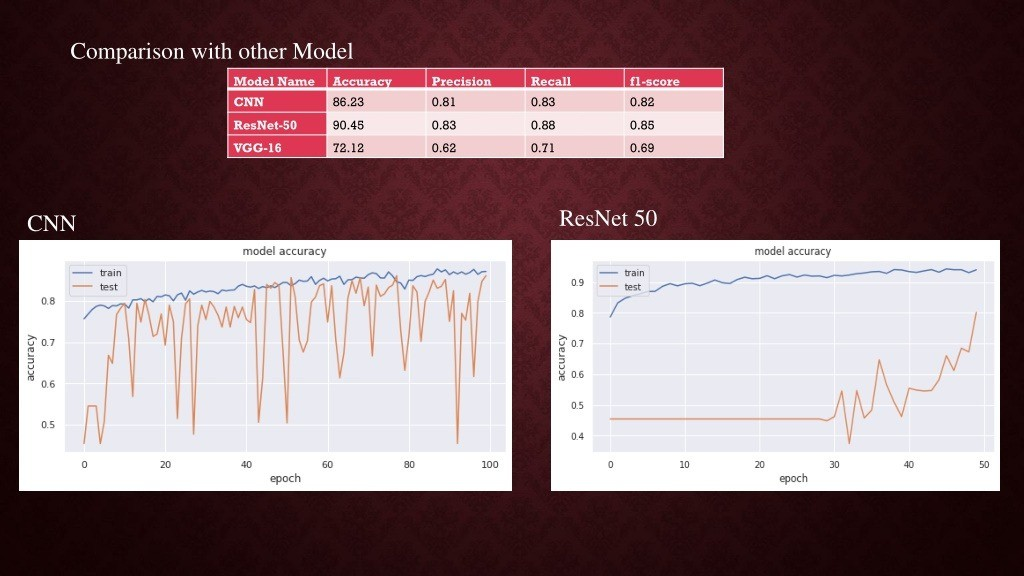 Comparison with other Model
Model Name Accuracy Precision Recall f1-score
CNN 86.23 0.81 0.83 0.82
ResNet-50 90.45 0.83 0.88 0.85
VGG-16 72.12 0.62 0.71 0.69
CNN
model accuracy
train
test
accuracy
0.8
0.7
0.6
0.5
0 20 40 60 80 100
epoch
ResNet 50
model accuracy
train
test
accuracy
0.9
0.8
0.7
0.6
0.5
0.4
0 10 20 30 40 50
epoch